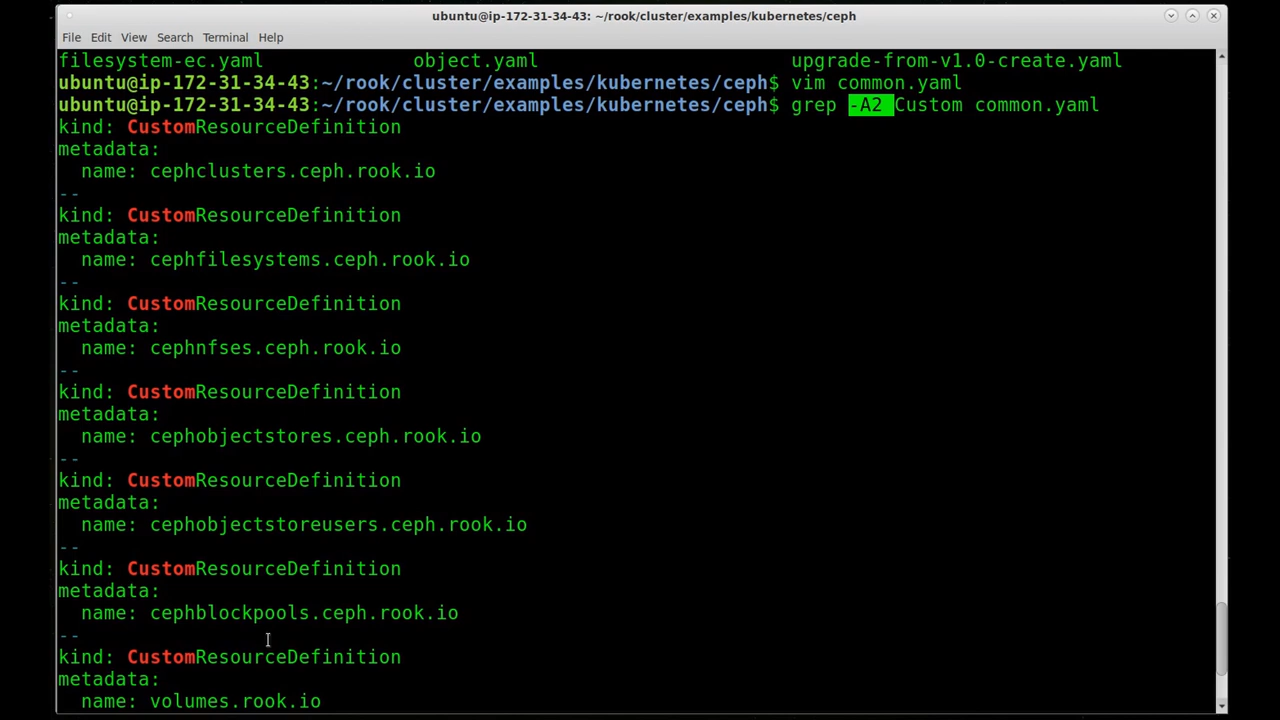 ubuntu@ip-172-31-34-43: ~/rook/cluster/examples/kubernetes/ceph
File Edit View Search Terminal Help
filesystem-ec.yaml object.yaml upgrade-from-v1.0-create.yaml
ubuntu@ip-172-31-34-43:~/rook/cluster/examples/kubernetes/ceph$ vim common.yaml
ubuntu@ip-172-31-34-43:~/rook/cluster/examples/kubernetes/ceph$ grep -A2 Custom common.yaml
kind: CustomResourceDefinition
metadata:
  name: cephclusters.ceph.rook.io
--
kind: CustomResourceDefinition
metadata:
  name: cephfilesystems.ceph.rook.io
--
kind: CustomResourceDefinition
metadata:
  name: cephnfses.ceph.rook.io
--
kind: CustomResourceDefinition
metadata:
  name: cephobjectstores.ceph.rook.io
--
kind: CustomResourceDefinition
metadata:
  name: cephobjectstoreusers.ceph.rook.io
--
kind: CustomResourceDefinition
metadata:
  name: cephblockpools.ceph.rook.io
--
kind: CustomResourceDefinition
metadata:
  name: volumes.rook.io